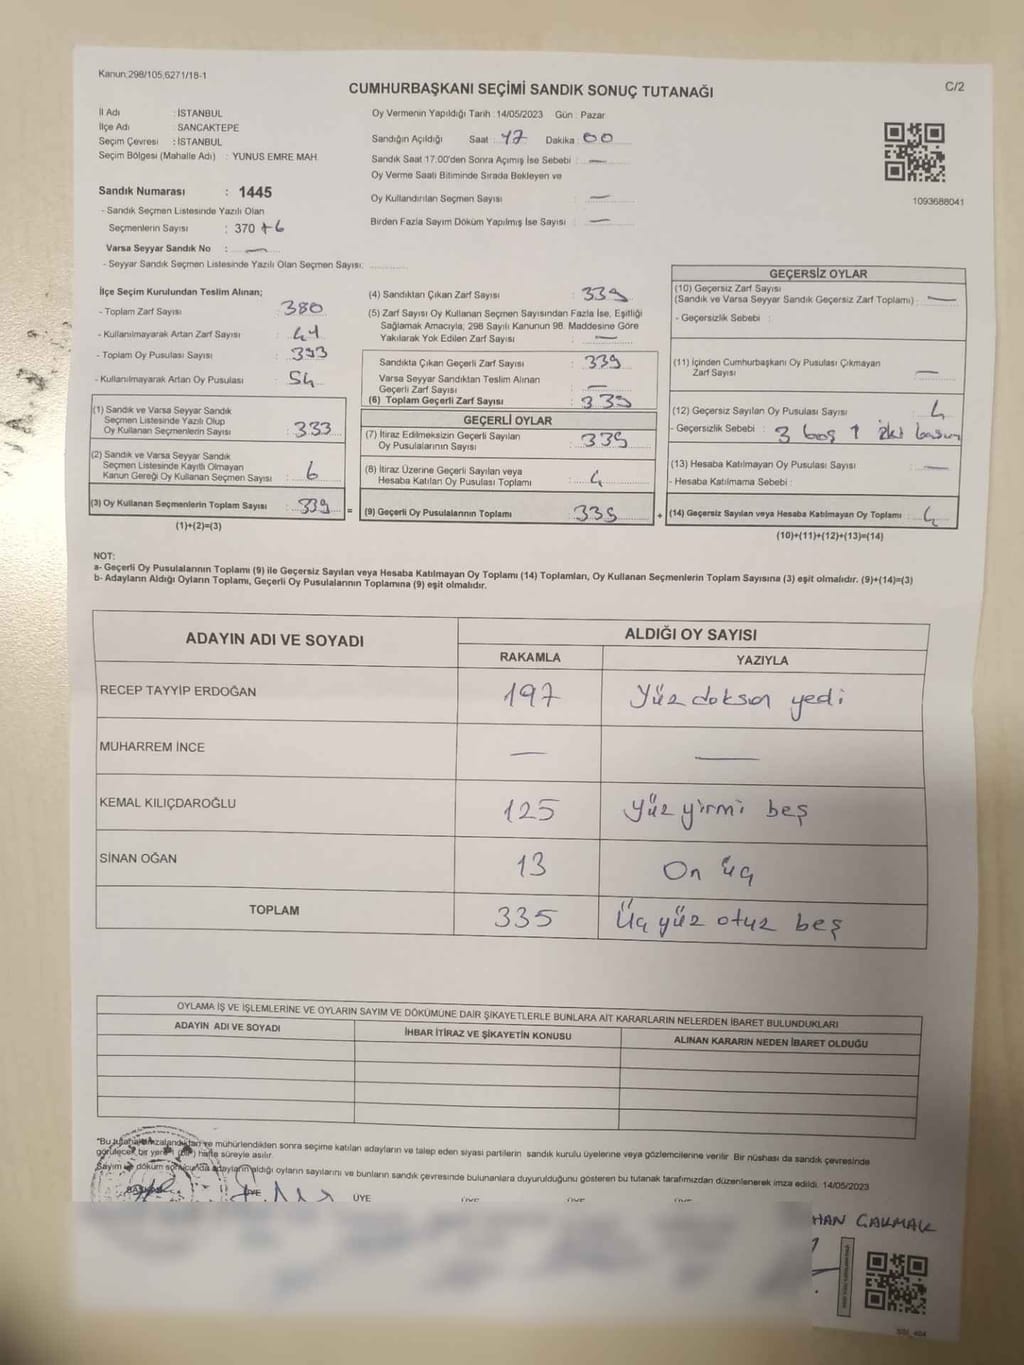 Kanun;298/105,6271/18-1
C/2
CUMHURBAŞKANI SEÇİMİ SANDIK SONUÇ TUTANAĞI
İl Adı : İSTANBUL
İlçe Adı : SANCAKTEPE
Seçim Çevresi : İSTANBUL
Seçim Bölgesi (Mahalle Adı) : YUNUS EMRE MAH.
Sandık Numarası : 1445
- Sandık Seçmen Listesinde Yazılı Olan
Seçmenlerin Sayısı : 370 +6
Varsa Seyyar Sandık No : —
- Seyyar Sandık Seçmen Listesinde Yazılı Olan Seçmen Sayısı:
Oy Vermenin Yapıldığı Tarih : 14/05/2023 Gün : Pazar
Sandığın Açıldığı Saat : 17 Dakika : 00
Sandık Saat 17:00'den Sonra Açımış İse Sebebi : —
Oy Verme Saati Bitiminde Sırada Bekleyen ve
Oy Kullandırılan Seçmen Sayısı : —
Birden Fazla Sayım Döküm Yapılmış İse Sayısı : —
1093688041
İlçe Seçim Kurulundan Teslim Alınan;
- Toplam Zarf Sayısı : 380
- Kullanılmayarak Artan Zarf Sayısı : 41
- Toplam Oy Pusulası Sayısı : 393
- Kullanılmayarak Artan Oy Pusulası : 54
(1) Sandık ve Varsa Seyyar Sandık
Seçmen Listesinde Yazılı Olup
Oy Kullanan Seçmenlerin Sayısı : 333
(2) Sandık ve Varsa Seyyar Sandık
Seçmen Listesinde Kayıtlı Olmayan
Kanun Gereği Oy Kullanan Seçmen Sayısı : 6
(3) Oy Kullanan Seçmenlerin Toplam Sayısı : 339 =
(1)+(2)=(3)
(4) Sandıktan Çıkan Zarf Sayısı : 339
(5) Zarf Sayısı Oy Kullanan Seçmen Sayısından Fazla İse, Eşitliği
Sağlamak Amacıyla, 298 Sayılı Kanunun 98. Maddesine Göre
Yakılarak Yok Edilen Zarf Sayısı : —
Sandıkta Çıkan Geçerli Zarf Sayısı : 339
Varsa Seyyar Sandıktan Teslim Alınan
Geçerli Zarf Sayısı : —
(6) Toplam Geçerli Zarf Sayısı : 339
GEÇERLİ OYLAR
(7) İtiraz Edilmeksizin Geçerli Sayılan
Oy Pusulalarının Sayısı : 335
(8) İtiraz Üzerine Geçerli Sayılan veya
Hesaba Katılan Oy Pusulası Toplamı : 4
(9) Geçerli Oy Pusulalarının Toplamı : 335 +
GEÇERSİZ OYLAR
(10) Geçersiz Zarf Sayısı
(Sandık ve Varsa Seyyar Sandık Geçersiz Zarf Toplamı) : —
- Geçersizlik Sebebi :
(11) İçinden Cumhurbaşkanı Oy Pusulası Çıkmayan
Zarf Sayısı : —
(12) Geçersiz Sayılan Oy Pusulası Sayısı : 4
- Geçersizlik Sebebi : 3 boş 1 iki basım
(13) Hesaba Katılmayan Oy Pusulası Sayısı : —
- Hesaba Katılmama Sebebi :
(14) Geçersiz Sayılan veya Hesaba Katılmayan Oy Toplamı : 4
(10)+(11)+(12)+(13)=(14)
NOT:
a- Geçerli Oy Pusulalarının Toplamı (9) ile Geçersiz Sayılan veya Hesaba Katılmayan Oy Toplamı (14) Toplamları, Oy Kullanan Seçmenlerin Toplam Sayısına (3) eşit olmalıdır. (9)+(14)=(3)
b- Adayların Aldığı Oyların Toplamı, Geçerli Oy Pusulalarının Toplamına (9) eşit olmalıdır.
ADAYIN ADI VE SOYADI
ALDIĞI OY SAYISI
RAKAMLA YAZIYLA
RECEP TAYYİP ERDOĞAN 197 Yüz doksan yedi
MUHARREM İNCE — —
KEMAL KILIÇDAROĞLU 125 Yüz yirmi beş
SİNAN OĞAN 13 On üç
TOPLAM 335 Üç yüz otuz beş
OYLAMA İŞ VE İŞLEMLERİNE VE OYLARIN SAYIM VE DÖKÜMÜNE DAİR ŞİKAYETLERLE BUNLARA AİT KARARLARIN NELERDEN İBARET BULUNDUKLARI
ADAYIN ADI VE SOYADI İHBAR İTİRAZ VE ŞİKAYETİN KONUSU ALINAN KARARIN NEDEN İBARET OLDUĞU
"Bu tutanak imzalandıktan ve mühürlendikten sonra seçime katılan adayların ve talep eden siyasi partilerin sandık kurulu üyelerine veya gözlemcilerine verilir. Bir nüshası da sandık çevresinde
görülecek bir yere 1 (bir) hafta süreyle asılır.
Sayım ve döküm sonucunda adayların aldığı oyların sayılarını ve bunların sandık çevresinde bulunanlara duyurulduğunu gösteren bu tutanak tarafımızdan düzenlenerek imza edildi. 14/05/2023
BAŞKAN ÜYE ÜYE ÜYE ÜYE ÜYE
HAN ÇAKMAK